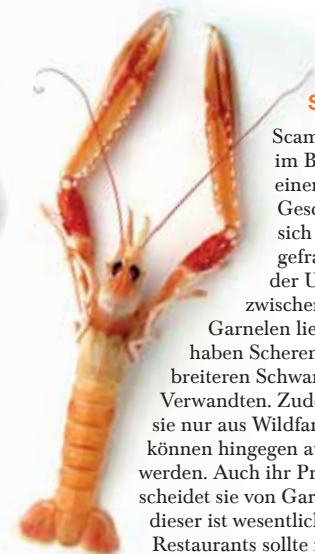 S
Scam
im B
einer
Gesc
sich
gefra
der U
zwischen
Garnelen lie
haben Scheren
breiteren Schwan
Verwandten. Zude
sie nur aus Wildfan
können hingegen au
werden. Auch ihr Pr
scheidet sie von Gar
dieser ist wesentlich
Restaurants sollte